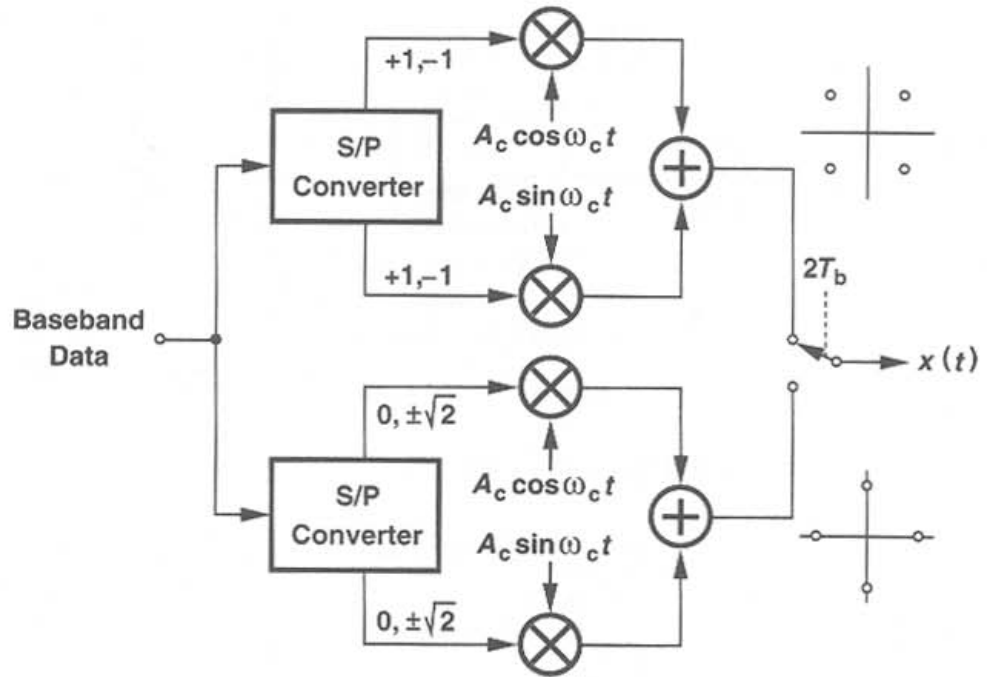 +1,–1
S/P
Converter
A_c cos ω_c t
A_c sin ω_c t
+1,–1
Baseband
Data
2T_b
x (t)
0, ±√2
S/P
Converter
A_c cos ω_c t
A_c sin ω_c t
0, ±√2